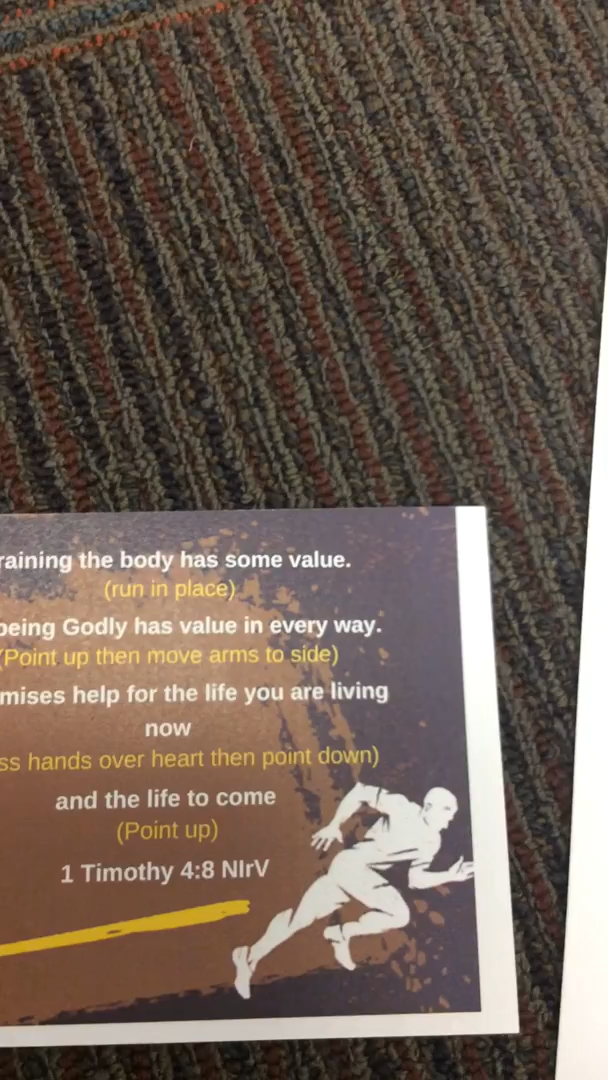 raining the body has some value.
(run in place)
being Godly has value in every way.
(Point up then move arms to side)
mises help for the life you are living
now
ss hands over heart then point down)
and the life to come
(Point up)
1 Timothy 4:8 NIrV